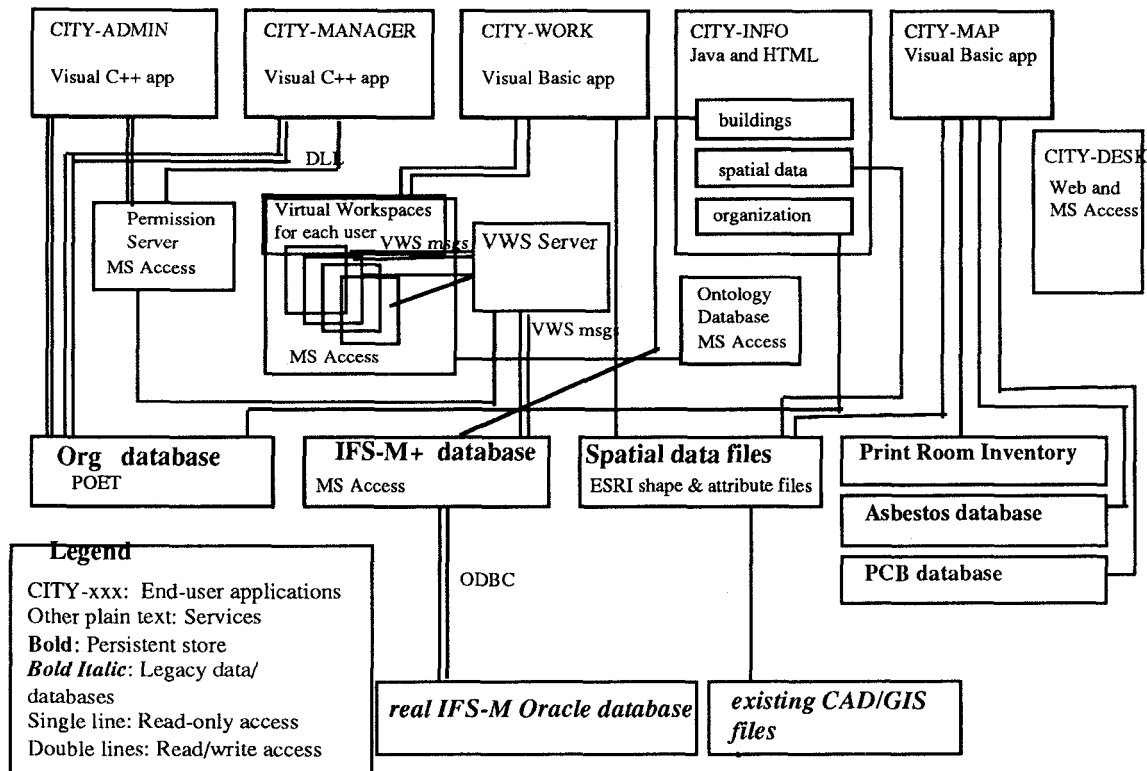 CITY-ADMIN
Visual C++ app
CITY-MANAGER
Visual C++ app
CITY-WORK
Visual Basic app
CITY-INFO
Java and HTML
buildings
spatial data
organization
CITY-MAP
Visual Basic app
CITY-DESK
Web and
MS Access
DLL
Permission
Server
MS Access
Virtual Workspaces
for each user
VWS msgs
MS Access
VWS Server
VWS msgs
Ontology
Database
MS Access
Org database
POET
IFS-M+ database
MS Access
Spatial data files
ESRI shape & attribute files
Print Room Inventory
Asbestos database
PCB database
ODBC
Legend
CITY-xxx: End-user applications
Other plain text: Services
Bold: Persistent store
Bold Italic: Legacy data/
databases
Single line: Read-only access
Double lines: Read/write access
real IFS-M Oracle database
existing CAD/GIS
files